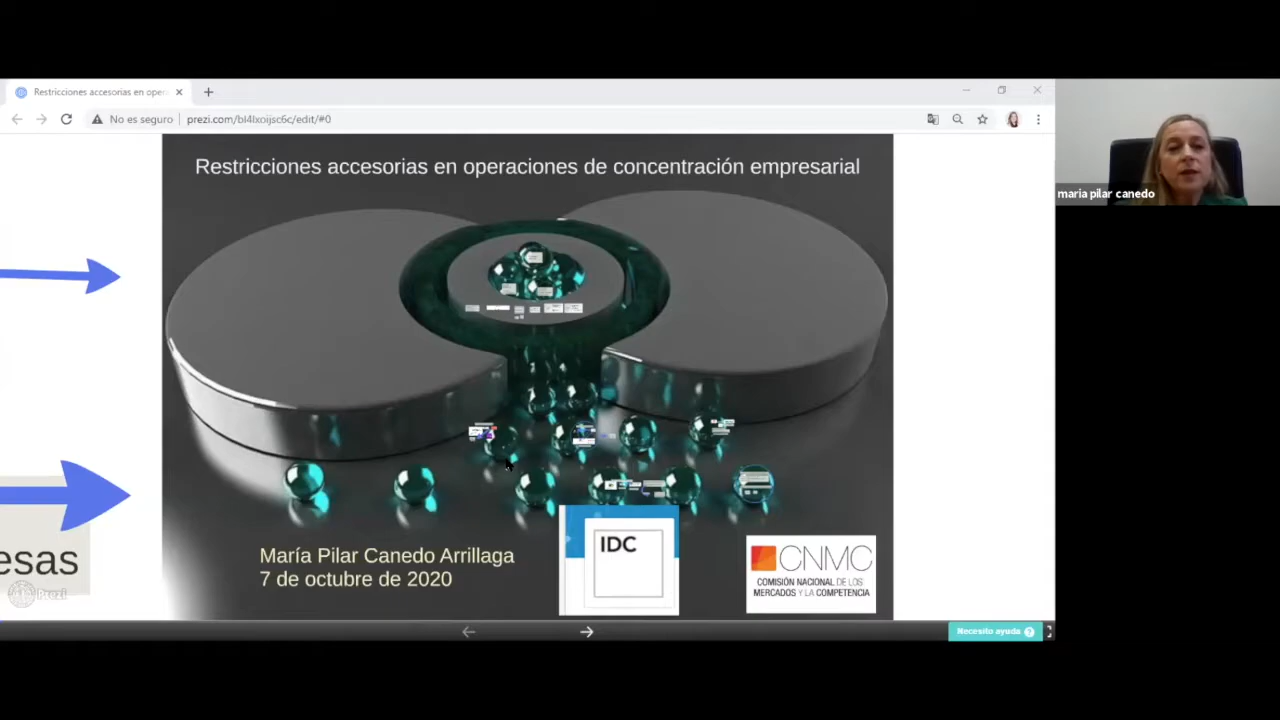 Restricciones accesorias en opera
No es seguro
prezi.com/bl4lxoijsc6c/edit/#0
Restricciones accesorias en operaciones de concentración empresarial
maria pilar canedo
esas
Prezi
María Pilar Canedo Arrillaga
7 de octubre de 2020
IDC
CNMC
COMISIÓN NACIONAL DE LOS
MERCADOS Y LA COMPETENCIA
Necesito ayuda ?